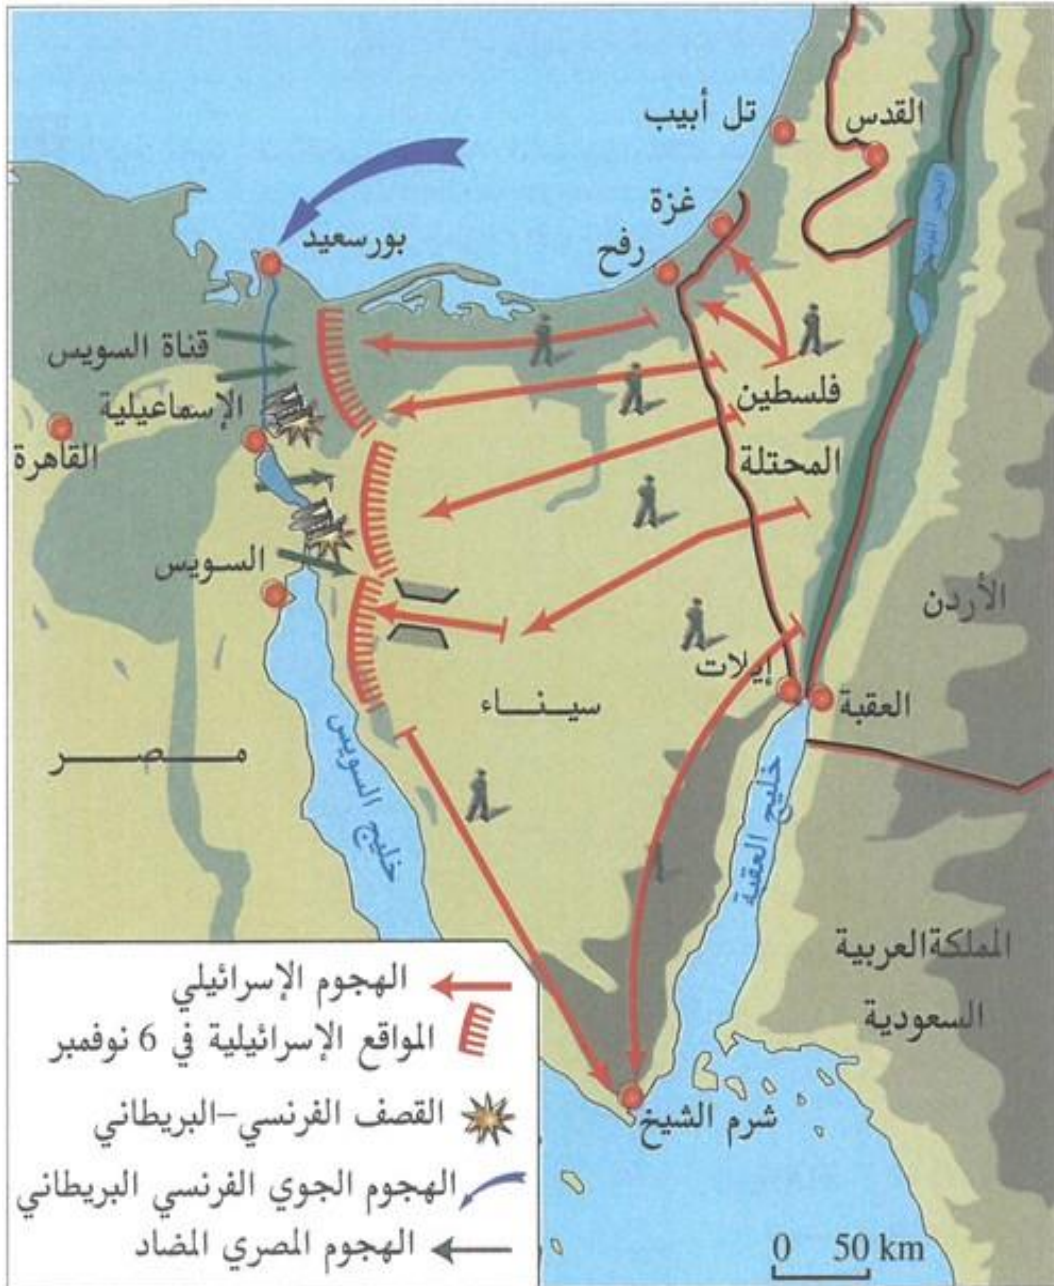 تل أبيب
القدس
البحر الميت
غزة
رفح
بورسعيد
قناة السويس
الإسماعيلية
القاهرة
فلسطين
المحتلة
السويس
الأردن
إيلات
العقبة
سيناء
مصر
خليج السويس
خليج العقبة
المملكة العربية
السعودية
شرم الشيخ
الهجوم الإسرائيلي
المواقع الإسرائيلية في 6 نوفمبر
القصف الفرنسي-البريطاني
الهجوم الجوي الفرنسي البريطاني
الهجوم المصري المضاد
0 50 km